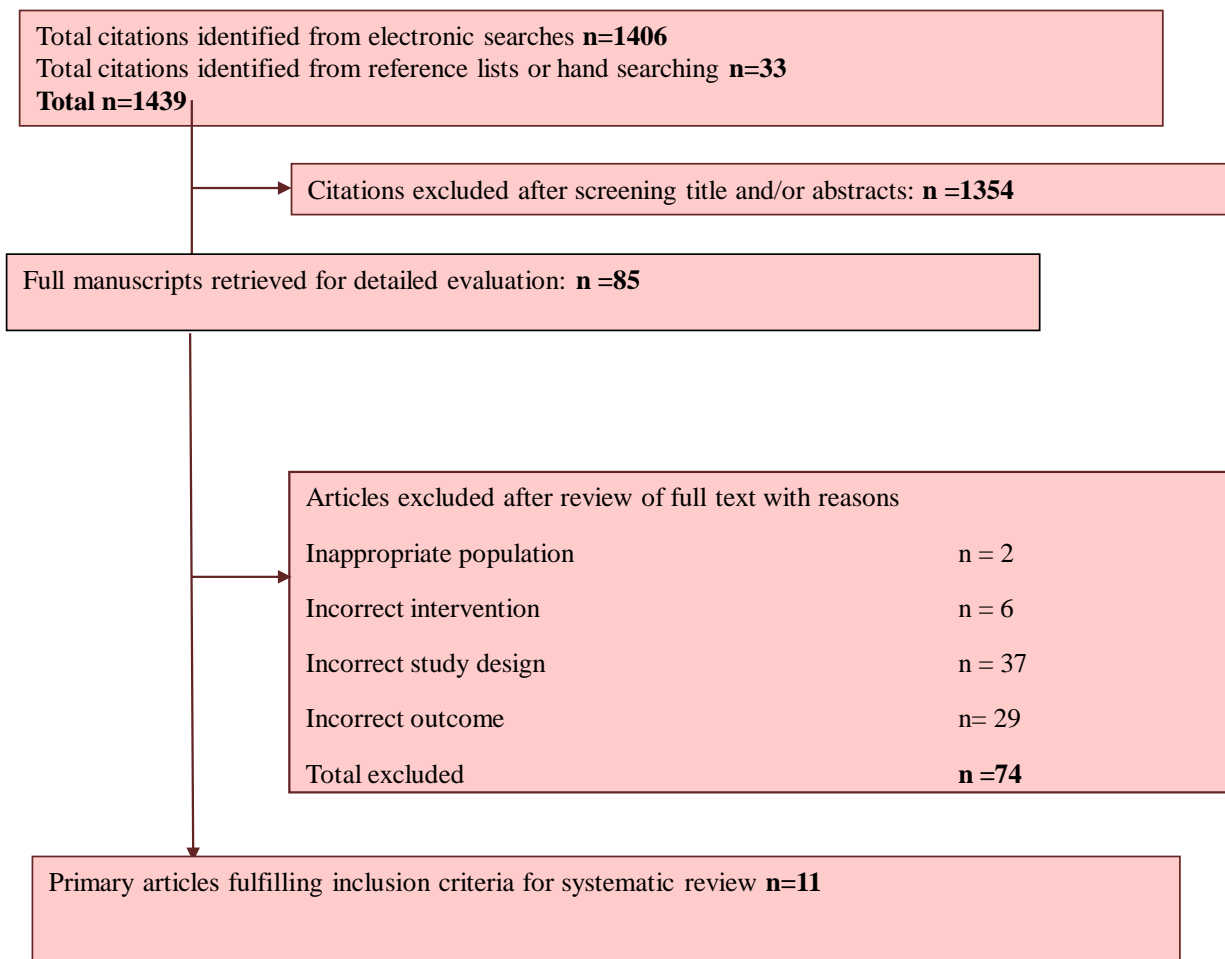 Total citations identified from electronic searches n=1406
Total citations identified from reference lists or hand searching n=33
Total n=1439
Citations excluded after screening title and/or abstracts: n =1354
Full manuscripts retrieved for detailed evaluation: n =85
Articles excluded after review of full text with reasons
Inappropriate population n = 2
Incorrect intervention n = 6
Incorrect study design n = 37
Incorrect outcome n= 29
Total excluded n =74
Primary articles fulfilling inclusion criteria for systematic review n=11